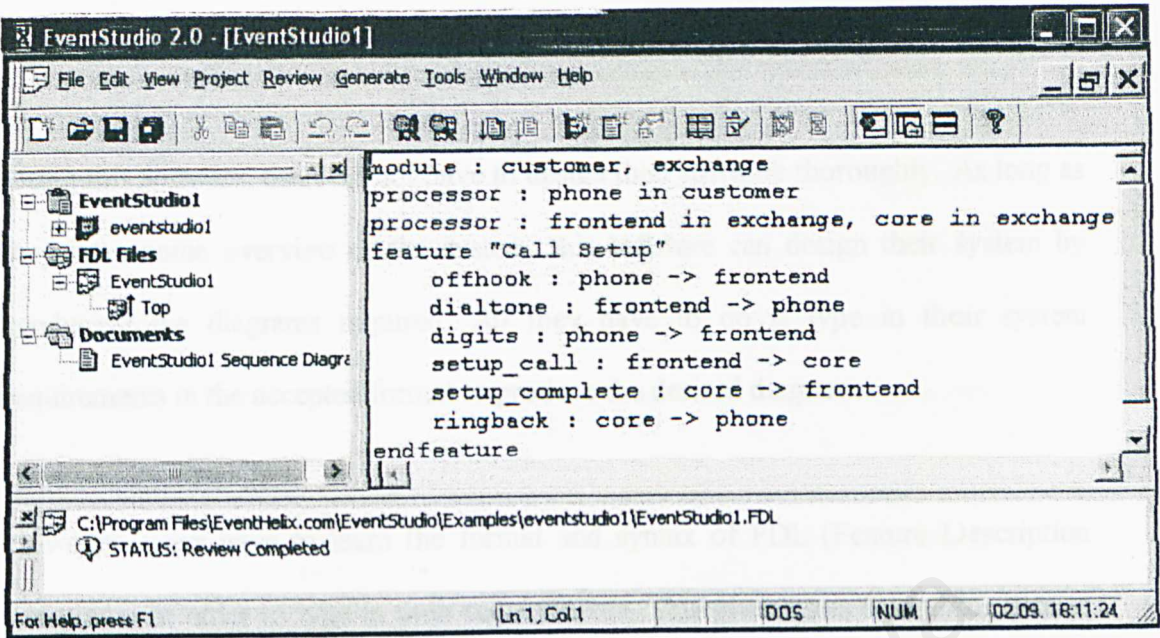 EventStudio 2.0 - [EventStudio1]
File Edit View Project Review Generate Tools Window Help
EventStudio1
eventstudio1
FDL Files
EventStudio1
Top
Documents
EventStudio1 Sequence Diagra
module : customer, exchange
processor : phone in customer
processor : frontend in exchange, core in exchange
feature "Call Setup"
offhook : phone -> frontend
dialtone : frontend -> phone
digits : phone -> frontend
setup_call : frontend -> core
setup_complete : core -> frontend
ringback : core -> phone
endfeature
C:\Program Files\EventHelix.com\EventStudio\Examples\eventstudio1\EventStudio1.FDL
STATUS: Review Completed
For Help, press F1 Ln 1, Col 1 DOS NUM 02.09.18:11:24